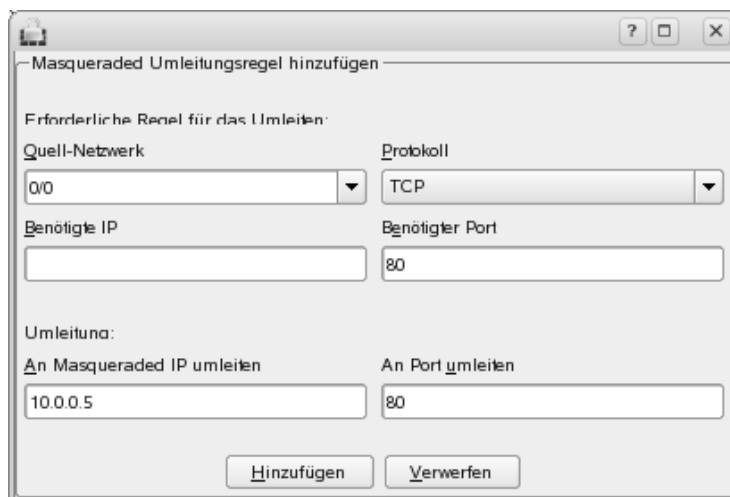 Masqueraded Umleitungsregel hinzufügen
Erforderliche Regel für das Umleiten:
Quell-Netzwerk
Protokoll
0/0
TCP
Benötigte IP
Benötigter Port
80
Umleitung:
An Masqueraded IP umleiten
An Port umleiten
10.0.0.5
80
Hinzufügen
Verwerfen